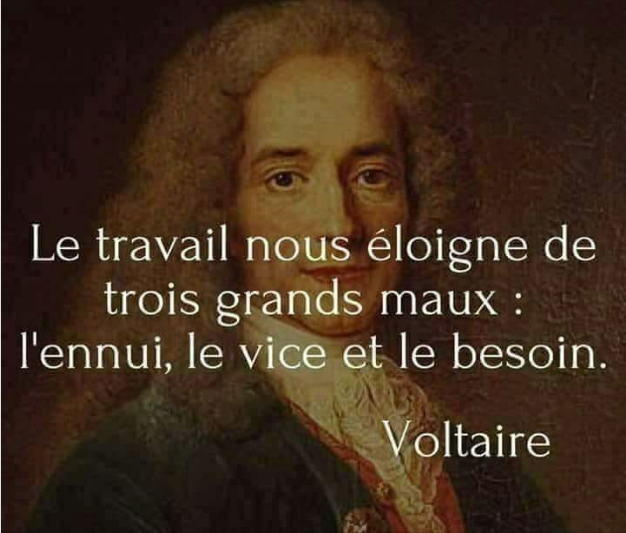 Le travail nous éloigne de
trois grands maux :
l'ennui, le vice et le besoin.
Voltaire